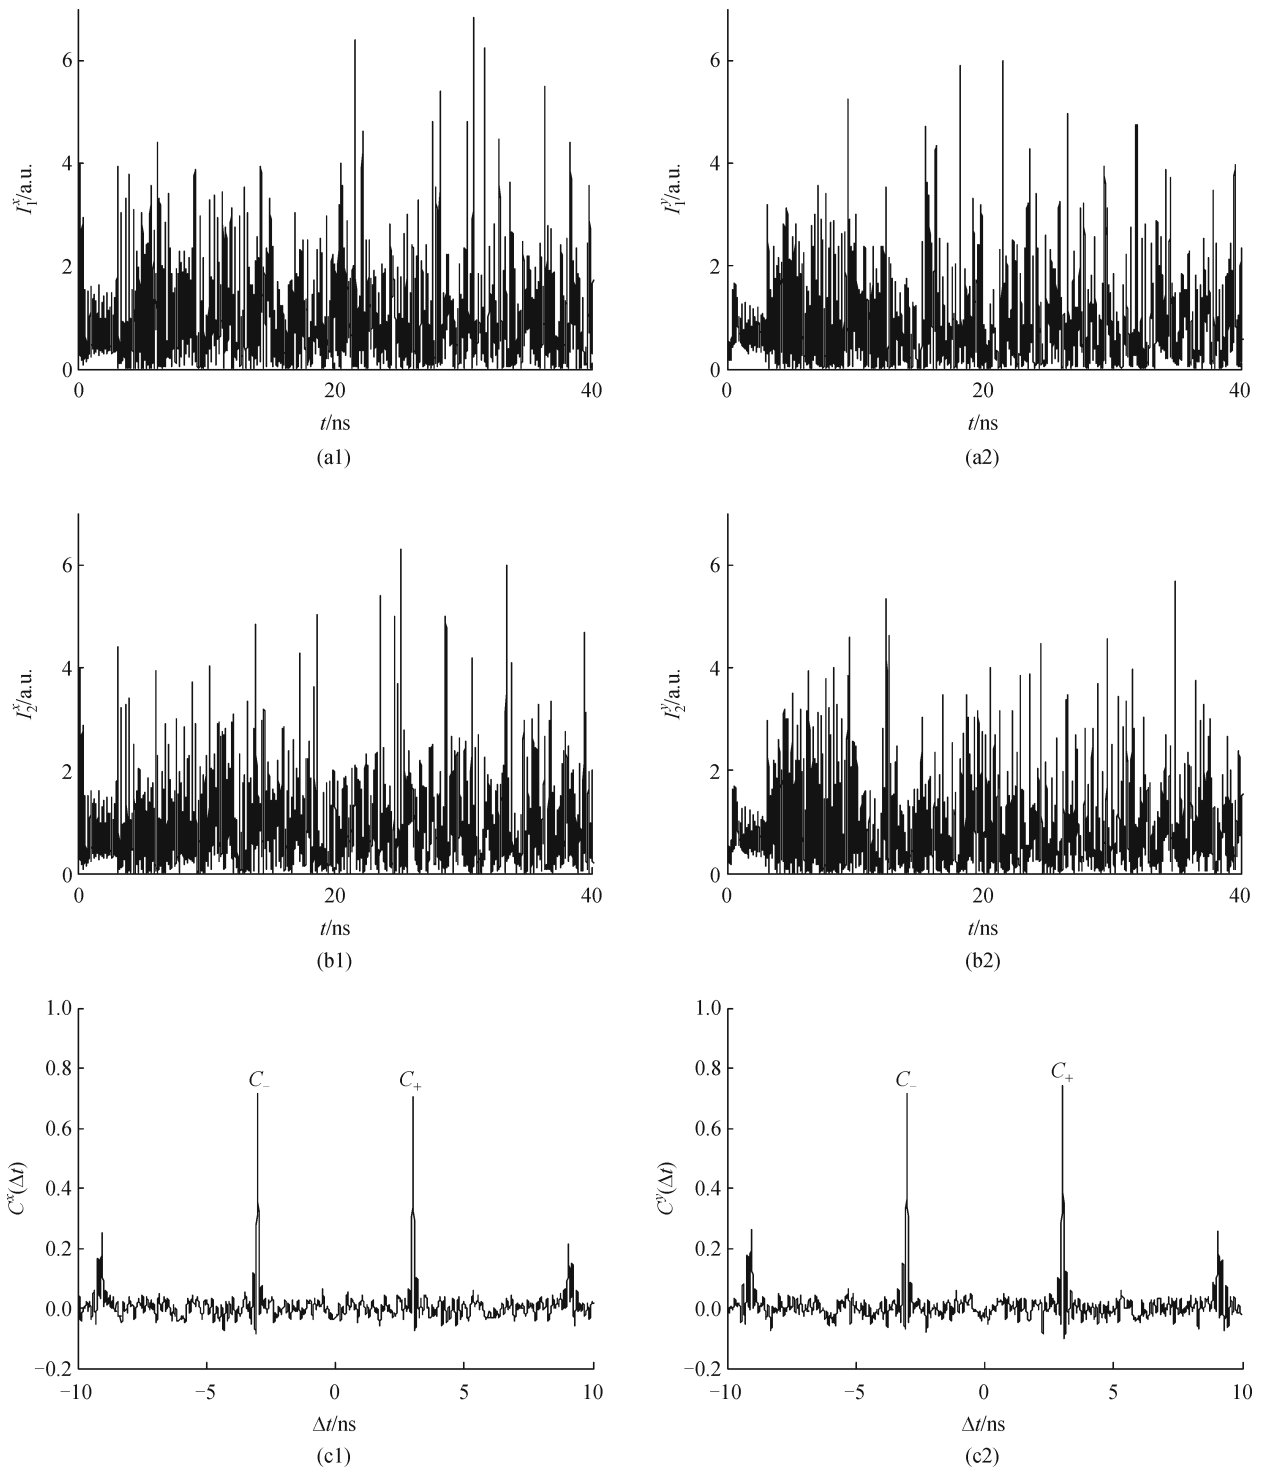 6
4
2
0
I₁ˣ/a.u.
0 20 40
t/ns
(a1)
6
4
2
0
I₁ʸ/a.u.
0 20 40
t/ns
(a2)
6
4
2
0
I₂ˣ/a.u.
0 20 40
t/ns
(b1)
6
4
2
0
I₂ʸ/a.u.
0 20 40
t/ns
(b2)
1.0
0.8
0.6
0.4
0.2
0.0
−0.2
Cˣ(Δt)
C₋ C₊
−10 −5 0 5 10
Δt/ns
(c1)
1.0
0.8
0.6
0.4
0.2
0.0
−0.2
Cʸ(Δt)
C₋ C₊
−10 −5 0 5 10
Δt/ns
(c2)